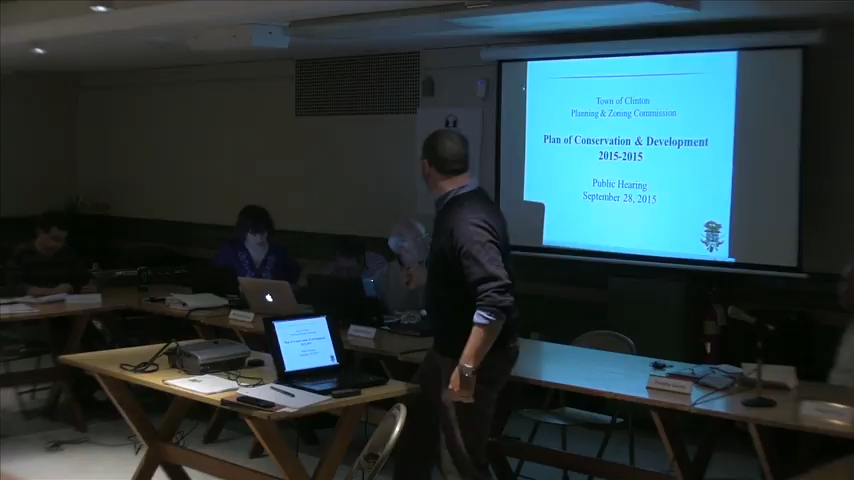 Town of Clinton
Planning & Zoning Commission
Plan of Conservation & Development
2015-2015
Public Hearing
September 28, 2015